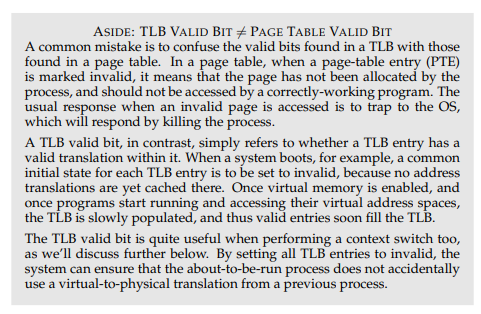 ASIDE: TLB VALID BIT ≠ PAGE TABLE VALID BIT
A common mistake is to confuse the valid bits found in a TLB with those
found in a page table. In a page table, when a page-table entry (PTE)
is marked invalid, it means that the page has not been allocated by the
process, and should not be accessed by a correctly-working program. The
usual response when an invalid page is accessed is to trap to the OS,
which will respond by killing the process.
A TLB valid bit, in contrast, simply refers to whether a TLB entry has a
valid translation within it. When a system boots, for example, a common
initial state for each TLB entry is to be set to invalid, because no address
translations are yet cached there. Once virtual memory is enabled, and
once programs start running and accessing their virtual address spaces,
the TLB is slowly populated, and thus valid entries soon fill the TLB.
The TLB valid bit is quite useful when performing a context switch too,
as we'll discuss further below. By setting all TLB entries to invalid, the
system can ensure that the about-to-be-run process does not accidentally
use a virtual-to-physical translation from a previous process.